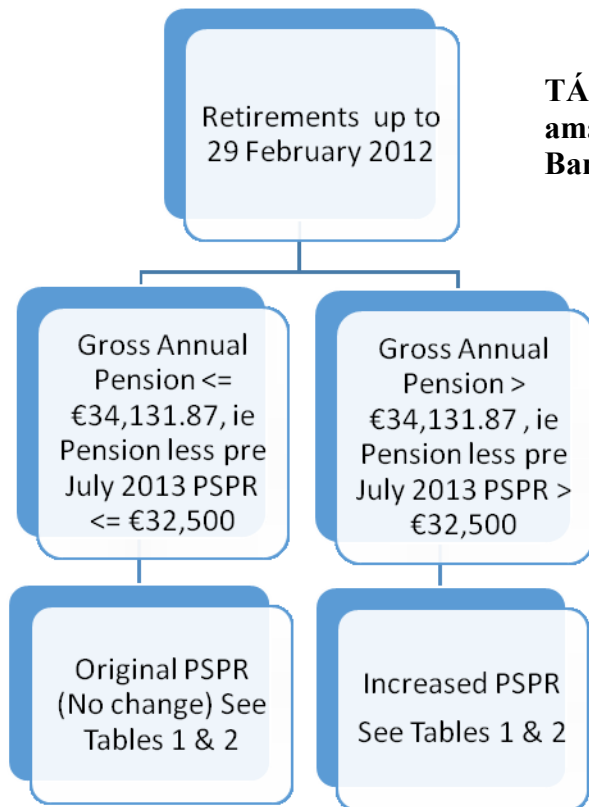 Retirements up to
29 February 2012
Gross Annual
Pension <=
€34,131.87, ie
Pension less pre
July 2013 PSPR
<= €32,500
Gross Annual
Pension >
€34,131.87 , ie
Pension less pre
July 2013 PSPR >
€32,500
Original PSPR
(No change) See
Tables 1 & 2
Increased PSPR
See Tables 1 & 2